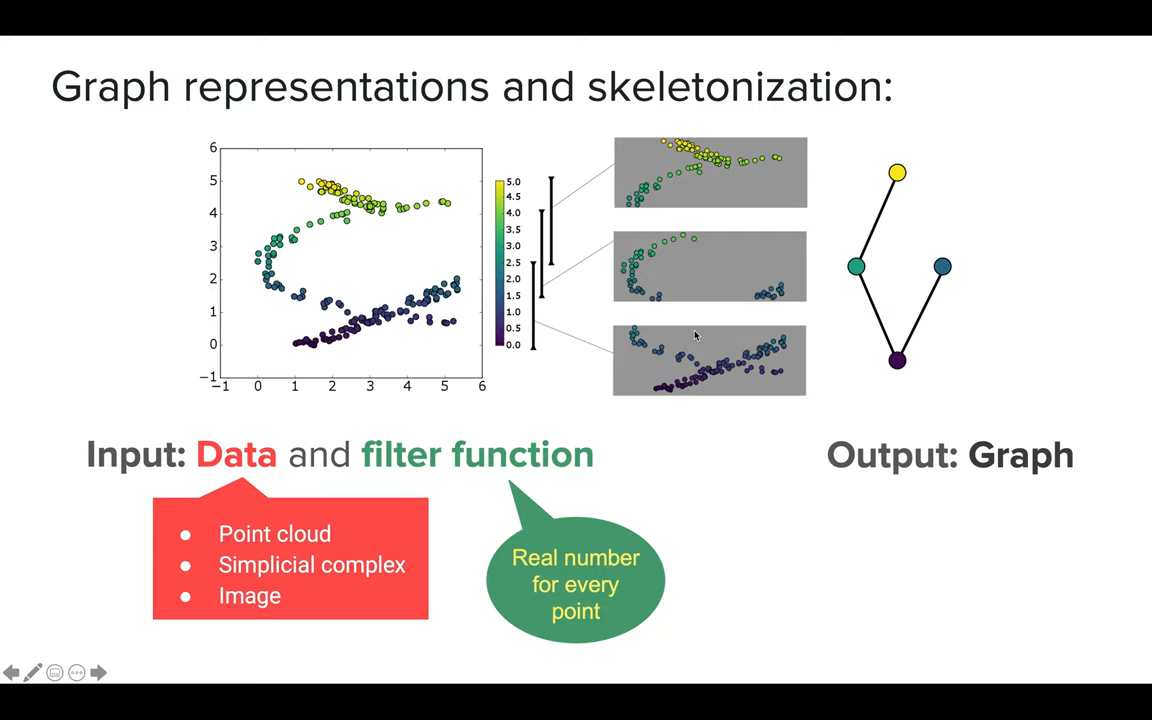 Graph representations and skeletonization:
6
5
4
3
2
1
0
−1
−1 0 1 2 3 4 5 6
5.0
4.5
4.0
3.5
3.0
2.5
2.0
1.5
1.0
0.5
0.0
Input: Data and filter function
Output: Graph
• Point cloud
• Simplicial complex
• Image
Real number
for every
point